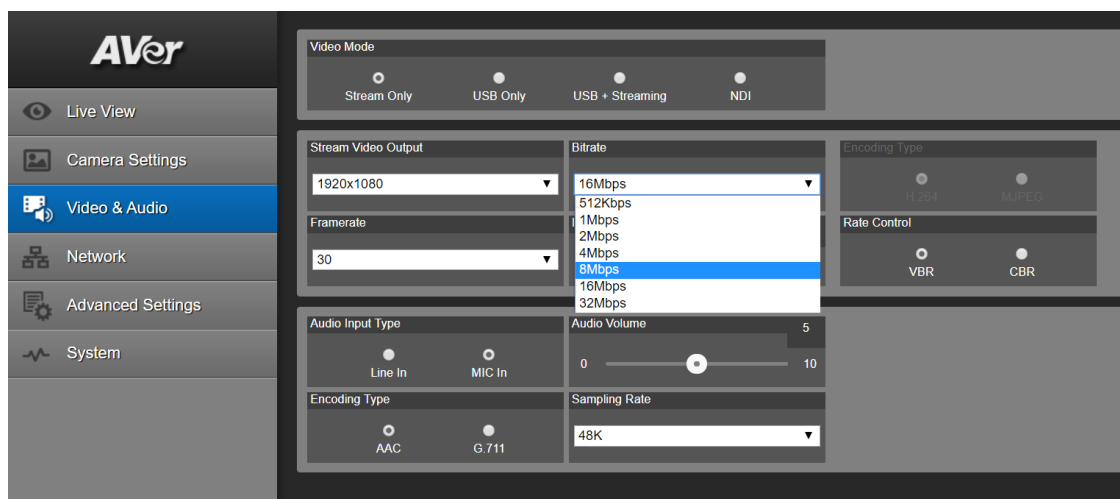 AVer
Live View
Camera Settings
Video & Audio
Network
Advanced Settings
System
Video Mode
Stream Only
USB Only
USB + Streaming
NDI
Stream Video Output
1920x1080
Bitrate
16Mbps
512Kbps
1Mbps
2Mbps
4Mbps
8Mbps
16Mbps
32Mbps
Encoding Type
H.264
MJPEG
Framerate
30
Rate Control
VBR
CBR
Audio Input Type
Line In
MIC In
Audio Volume
5
0
10
Encoding Type
AAC
G.711
Sampling Rate
48K